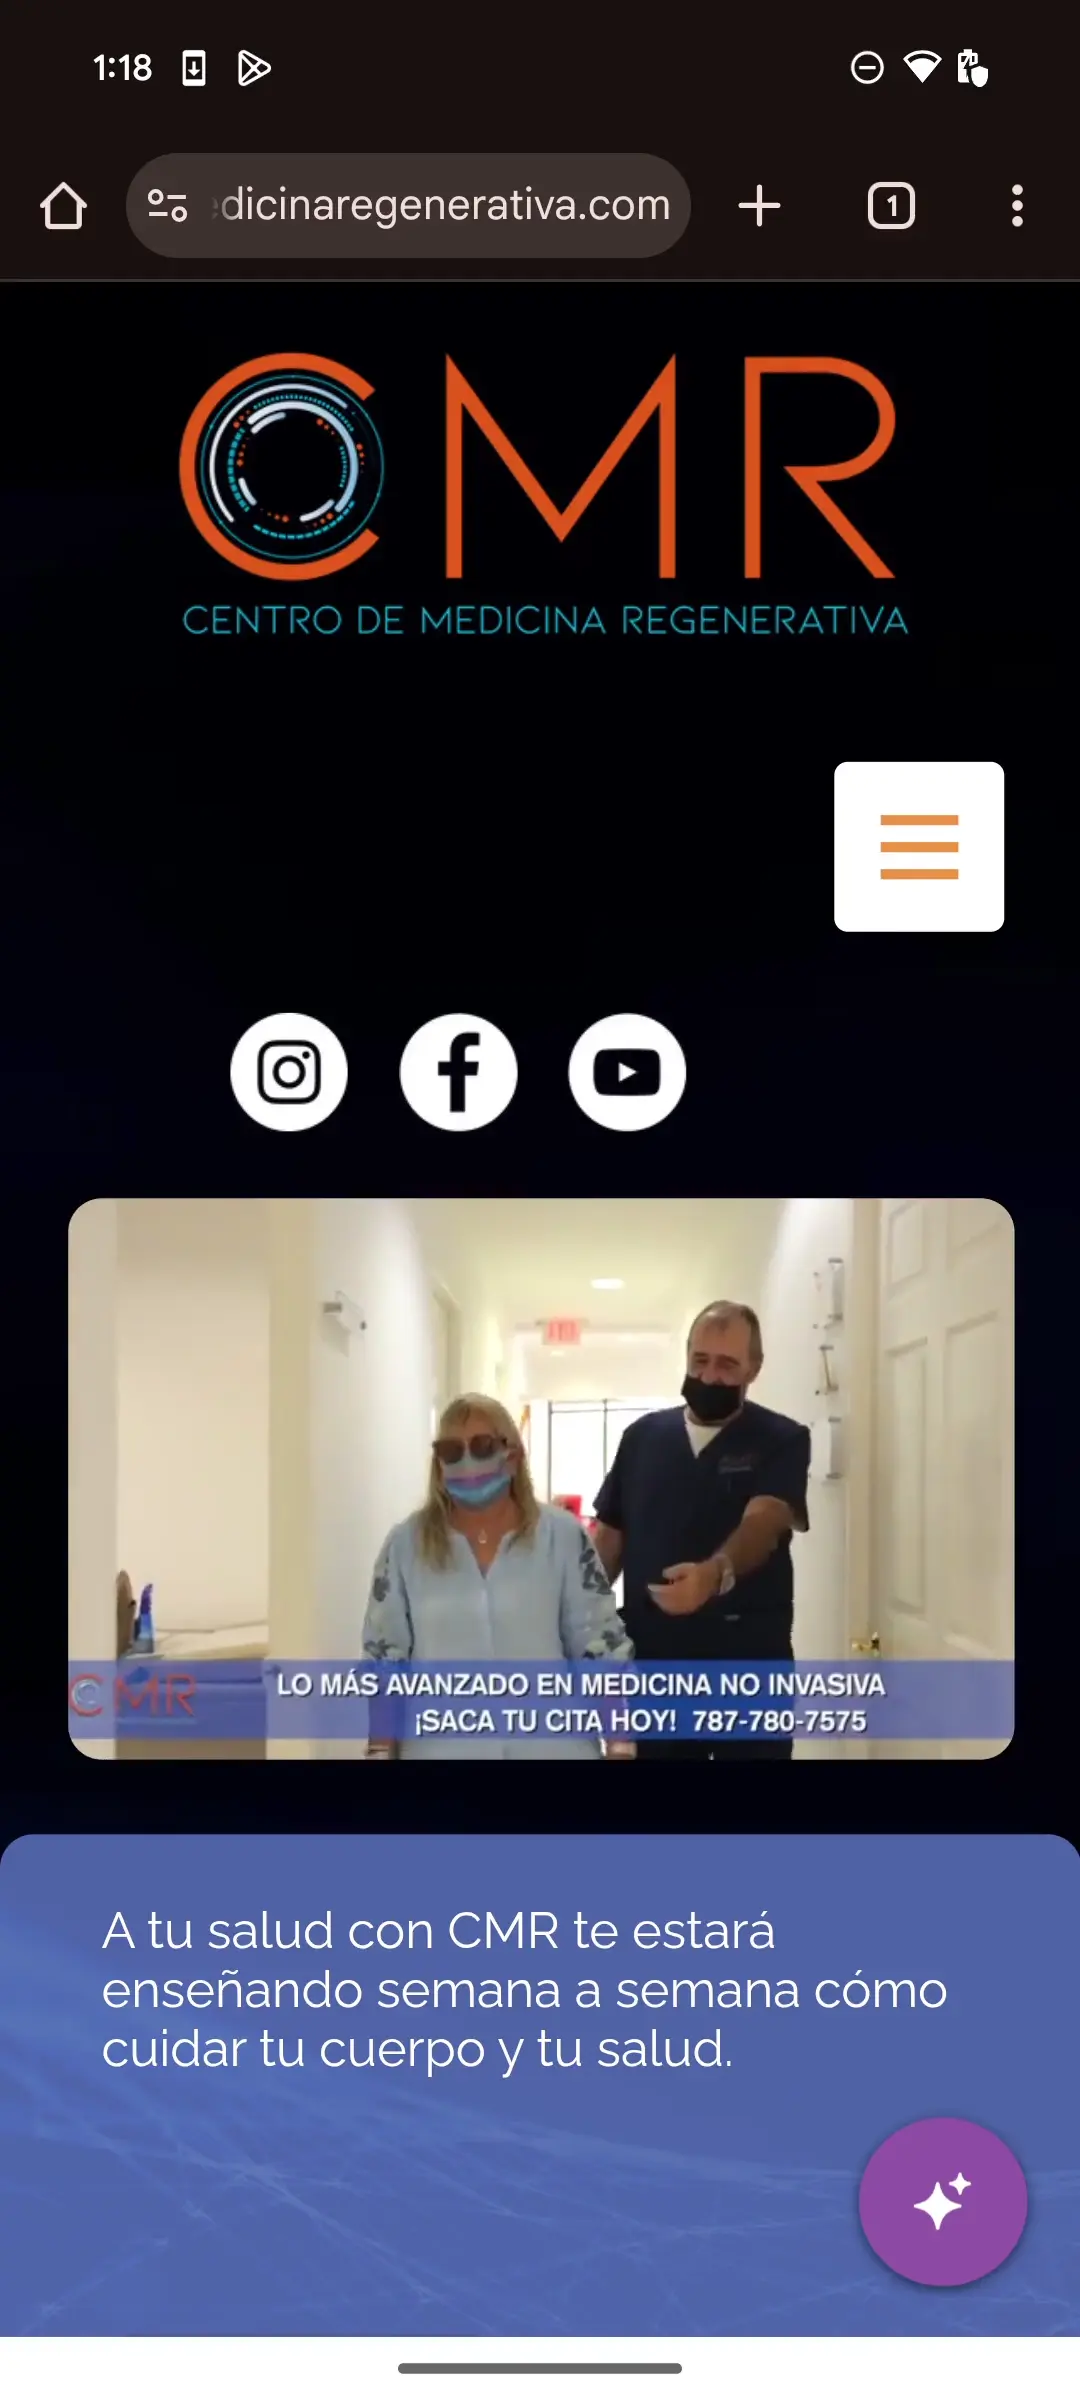 1:18
dicinaregenerativa.com
1
CMR
CENTRO DE MEDICINA REGENERATIVA
CMR
LO MÁS AVANZADO EN MEDICINA NO INVASIVA
¡SACA TU CITA HOY! 787-780-7575
A tu salud con CMR te estará
enseñando semana a semana cómo
cuidar tu cuerpo y tu salud.